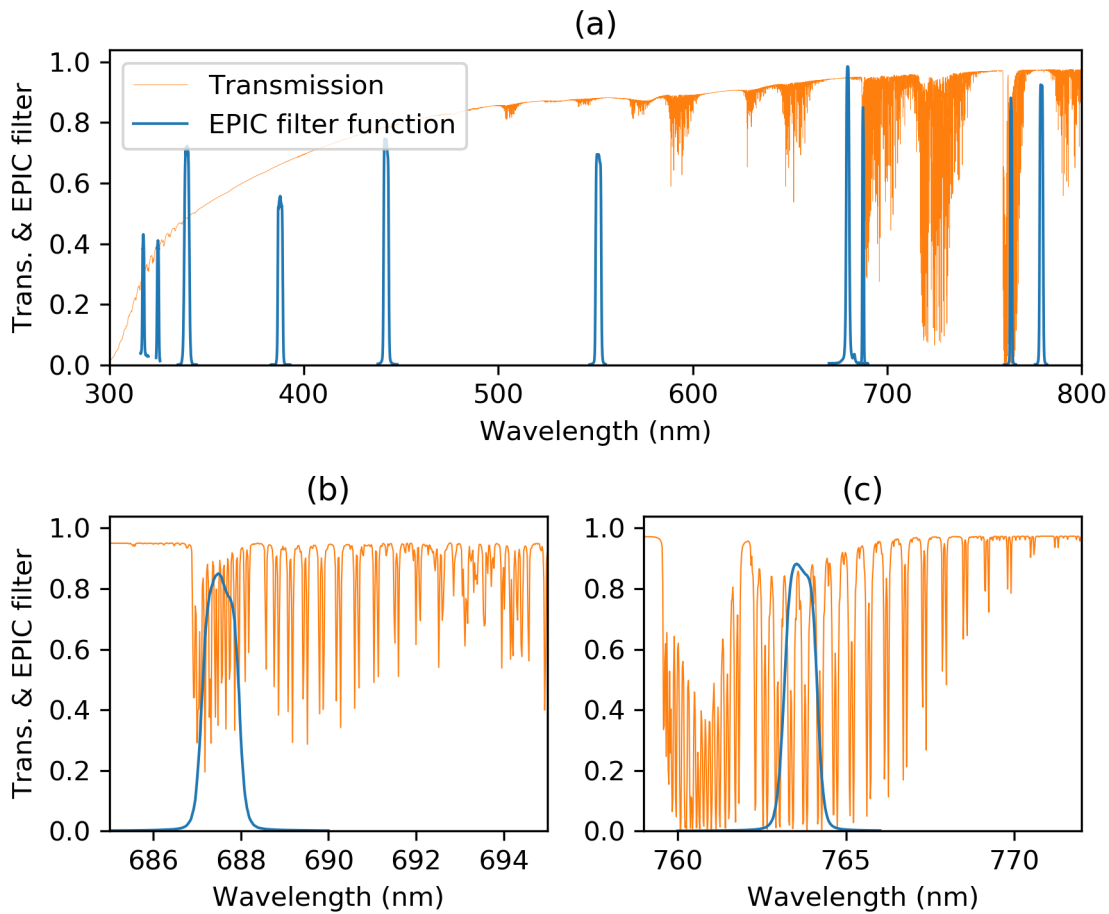 (a)
Trans. & EPIC filter
1.0
0.8
0.6
0.4
0.2
0.0
Transmission
EPIC filter function
300 400 500 600 700 800
Wavelength (nm)
(b)
(c)
Trans. & EPIC filter
1.0
0.8
0.6
0.4
0.2
0.0
686 688 690 692 694
Wavelength (nm)
1.0
0.8
0.6
0.4
0.2
0.0
760 765 770
Wavelength (nm)